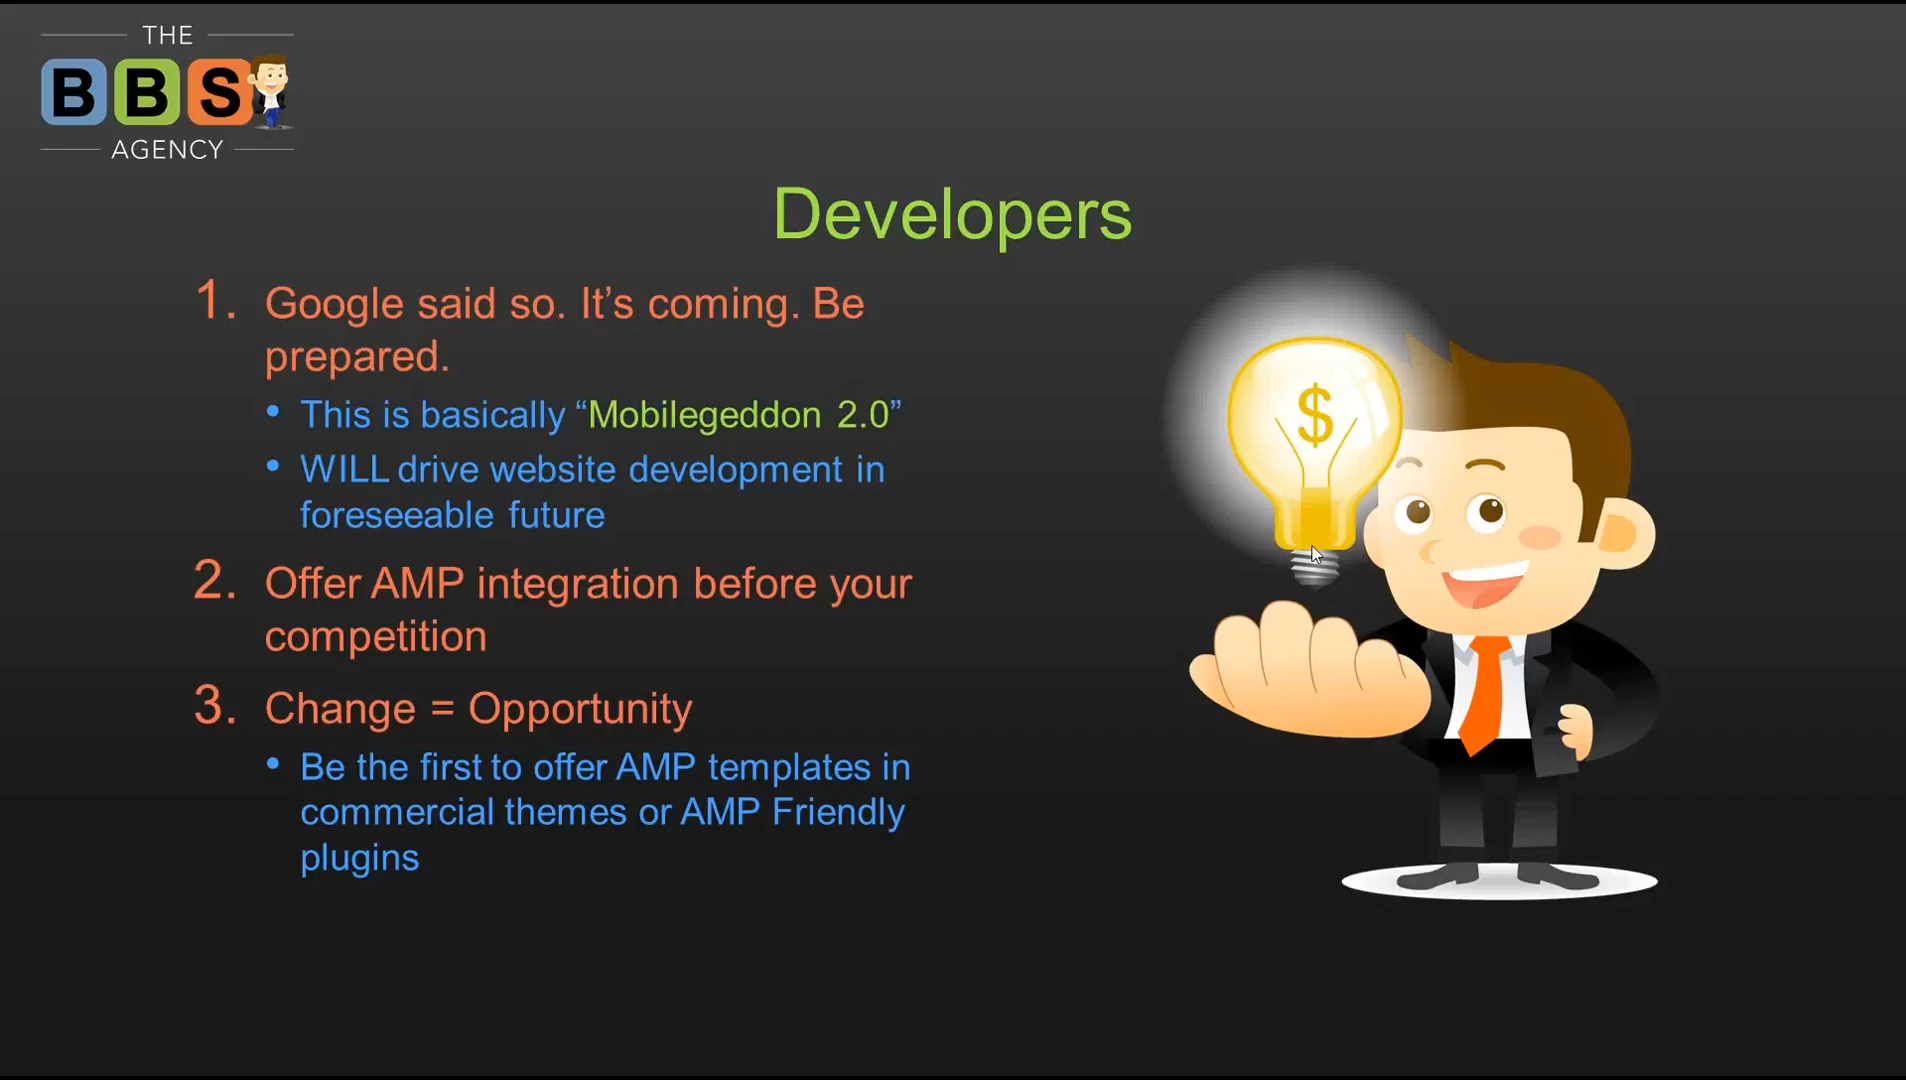 THE
BBS
AGENCY
Developers
1. Google said so. It’s coming. Be
prepared.
• This is basically “Mobilegeddon 2.0”
• WILL drive website development in
foreseeable future
2. Offer AMP integration before your
competition
3. Change = Opportunity
• Be the first to offer AMP templates in
commercial themes or AMP Friendly
plugins
$